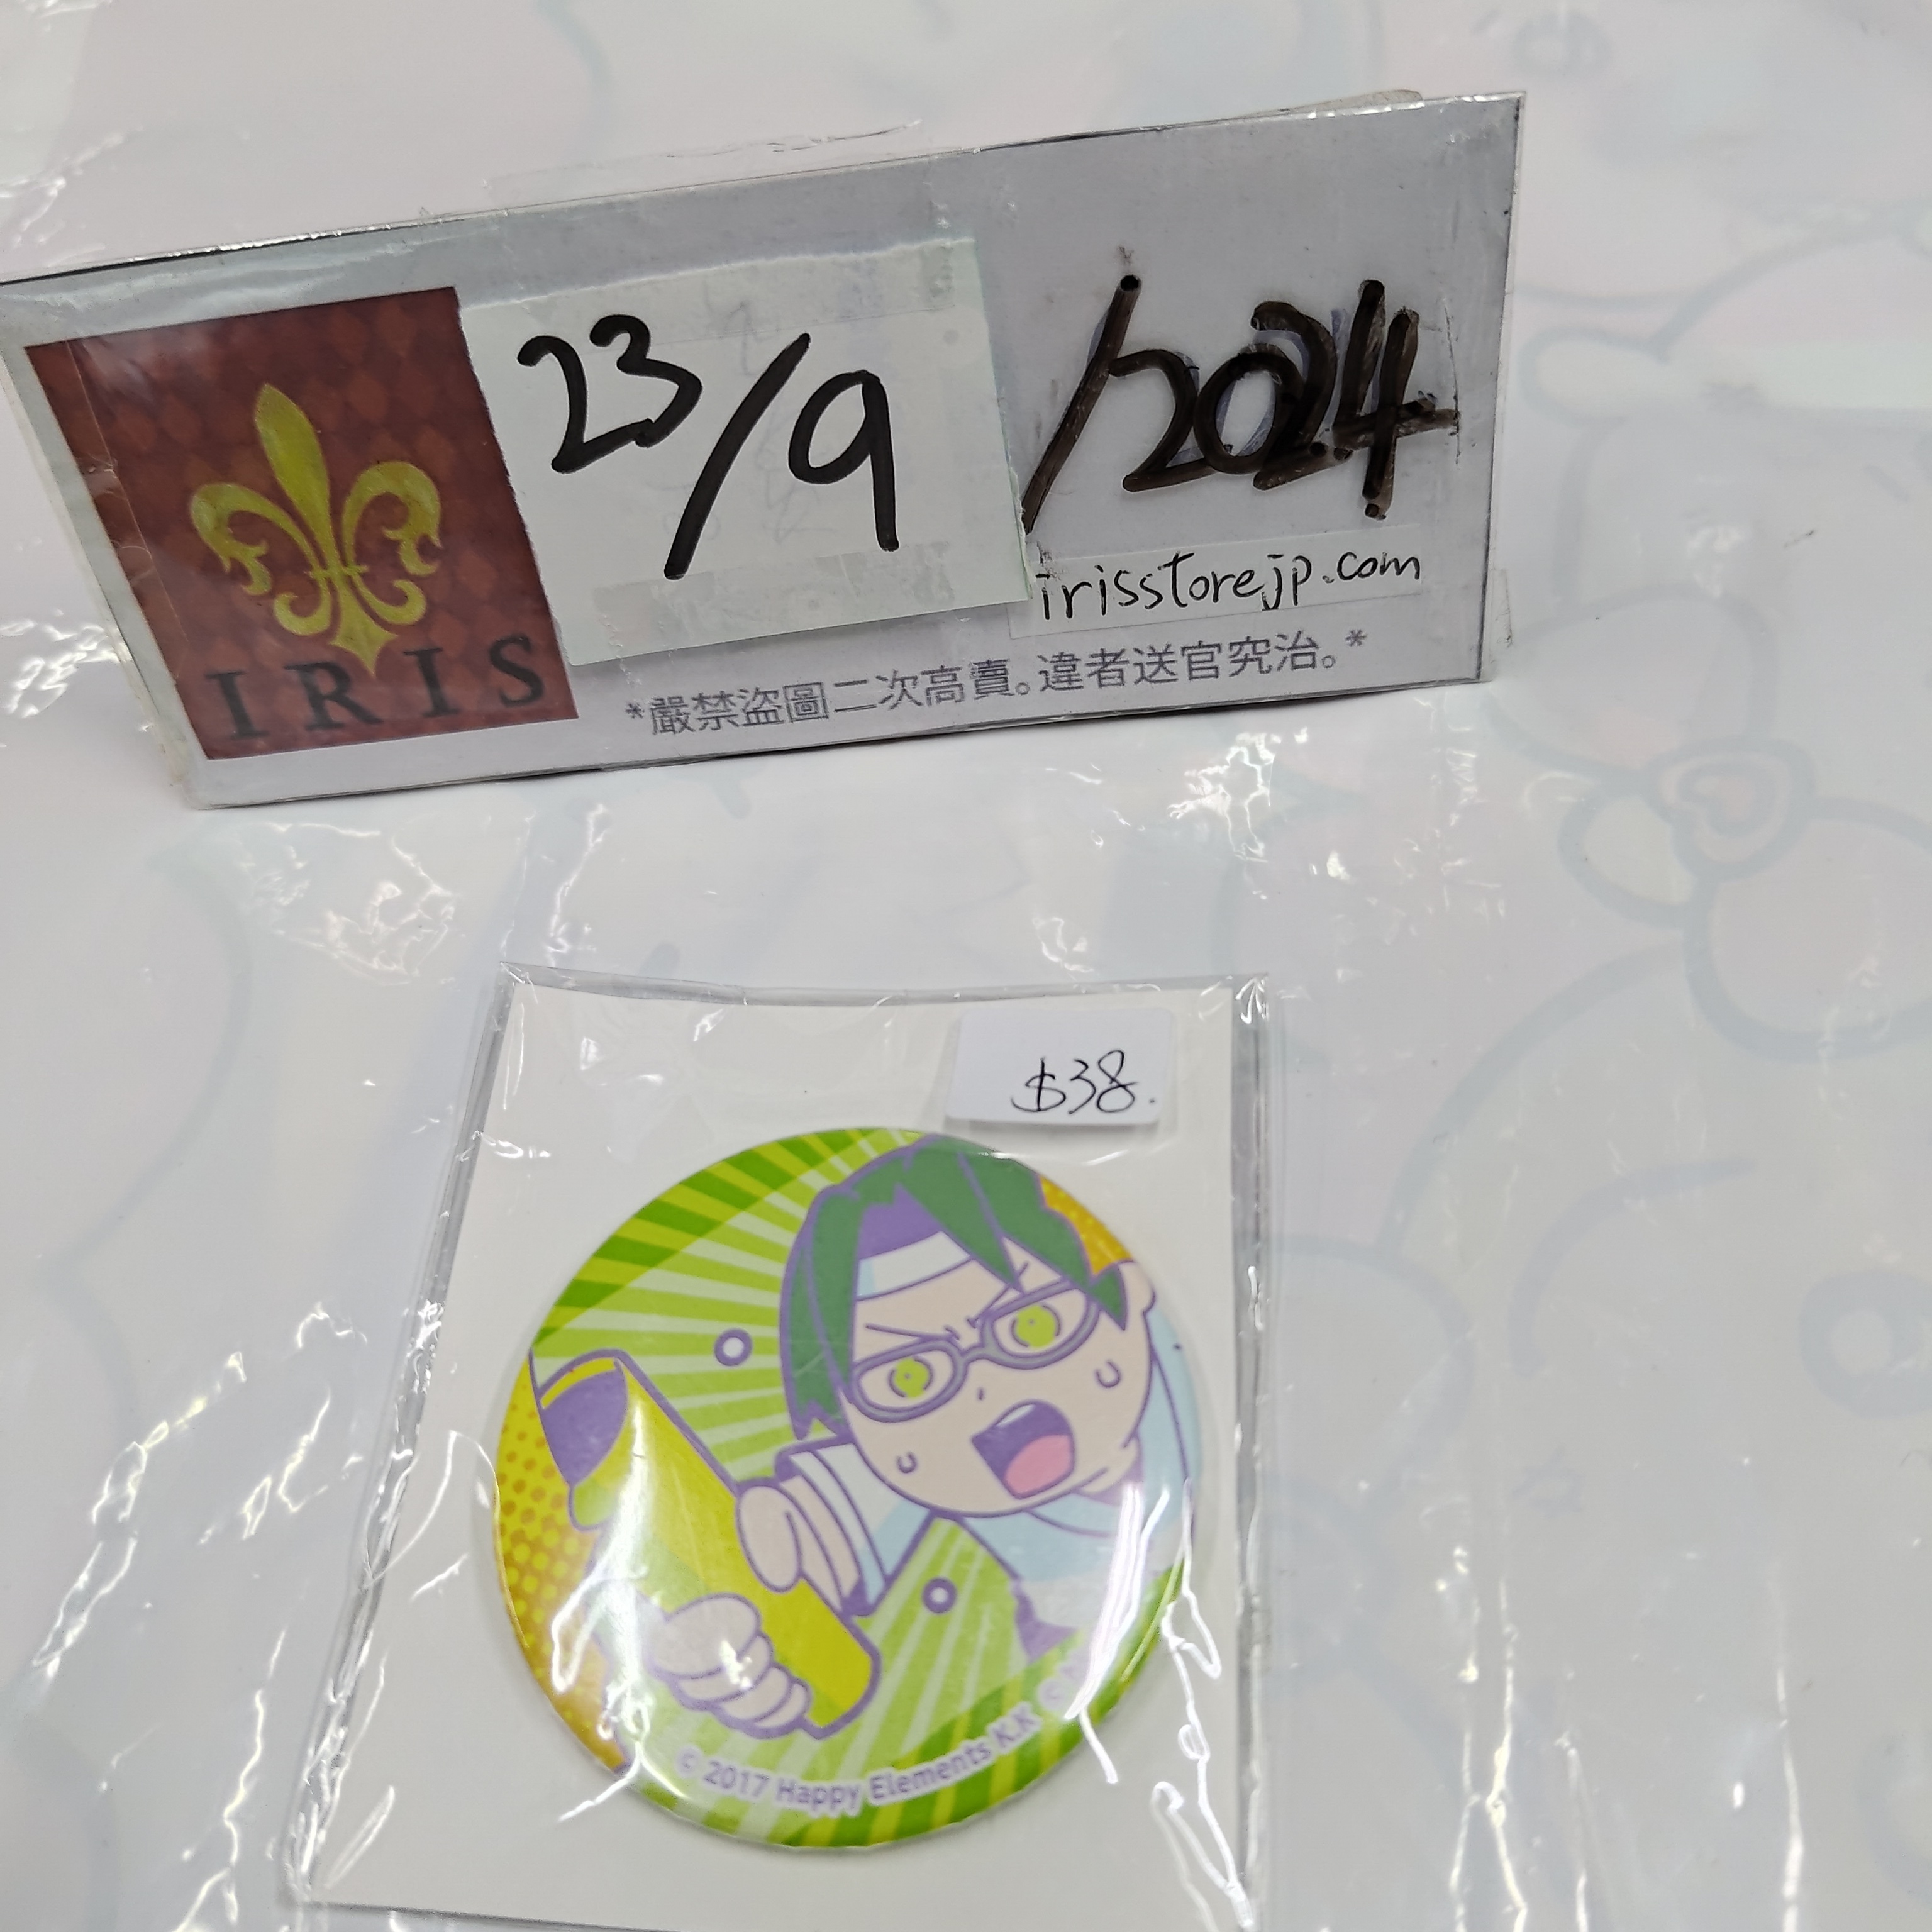 23/9/2024
irisstorejp.com
IRIS
*嚴禁盜圖二次高賣。違者送官究治。*
$38.
© 2017 Happy Elements K.K